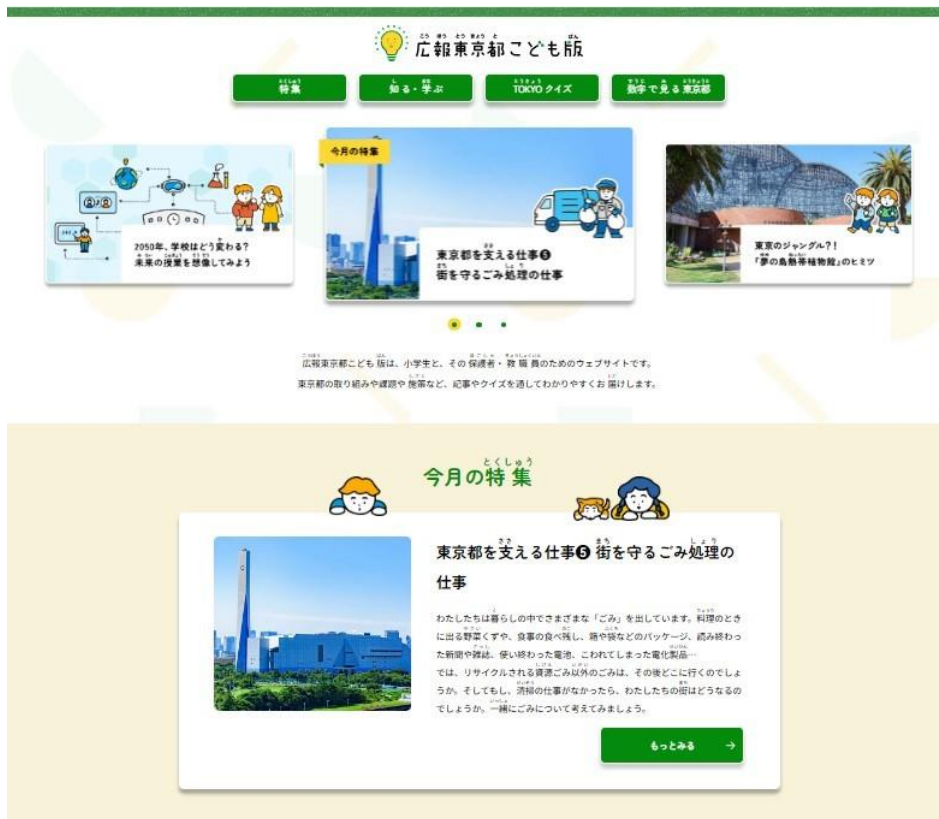 広報東京都こども版
特集
知る・学ぶ
TOKYO クイズ
数字で見る東京都
2050年、学校はどう変わる?
未来の授業を想像してみよう
今月の特集
東京都を支える仕事❺
街を守るごみ処理の仕事
東京のジャングル?!
「夢の島熱帯植物館」のヒミツ
広報東京都こども版は、小学生と、その保護者・教職員のためのウェブサイトです。
東京都の取り組みや課題や施策など、記事やクイズを通してわかりやすくお届けします。
今月の特集
東京都を支える仕事❺ 街を守るごみ処理の
仕事
わたしたちは暮らしの中でさまざまな「ごみ」を出しています。料理のとき
に出る野菜くずや、食事の食べ残し、箱や袋などのパッケージ、読み終わっ
た新聞や雑誌、使い終わった電池、こわれてしまった電化製品…
では、リサイクルされる資源ごみ以外のごみは、その後どこに行くのでしょ
うか。そしてもし、清掃の仕事がなかったら、わたしたちの街はどうなるの
でしょうか。一緒にごみについて考えてみましょう。
もっとみる →